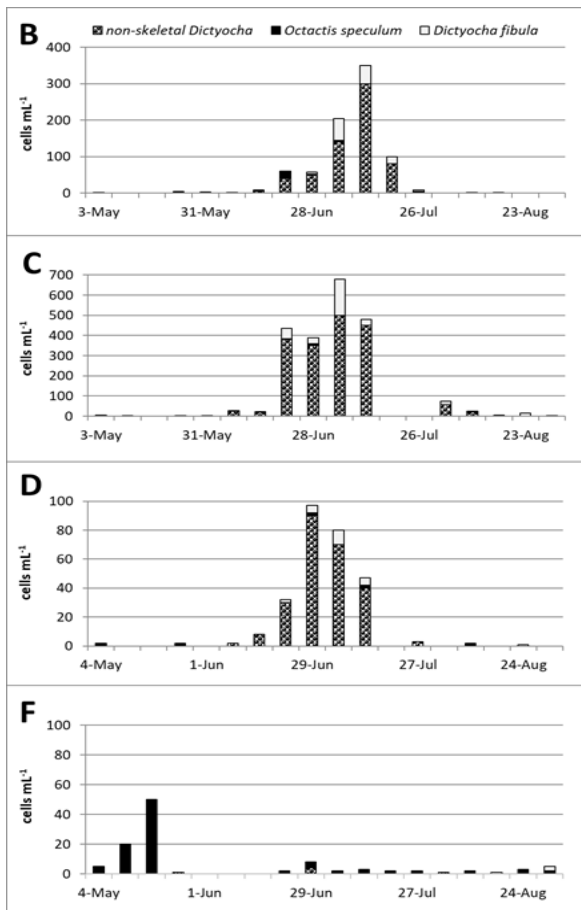 B
non-skeletal Dictyocha Octactis speculum Dictyocha fibula
cells mL-1
400
300
200
100
0
3-May 31-May 28-Jun 26-Jul 23-Aug
C
cells mL-1
700
600
500
400
300
200
100
0
3-May 31-May 28-Jun 26-Jul 23-Aug
D
cells mL-1
100
80
60
40
20
0
4-May 1-Jun 29-Jun 27-Jul 24-Aug
F
cells mL-1
100
80
60
40
20
0
4-May 1-Jun 29-Jun 27-Jul 24-Aug